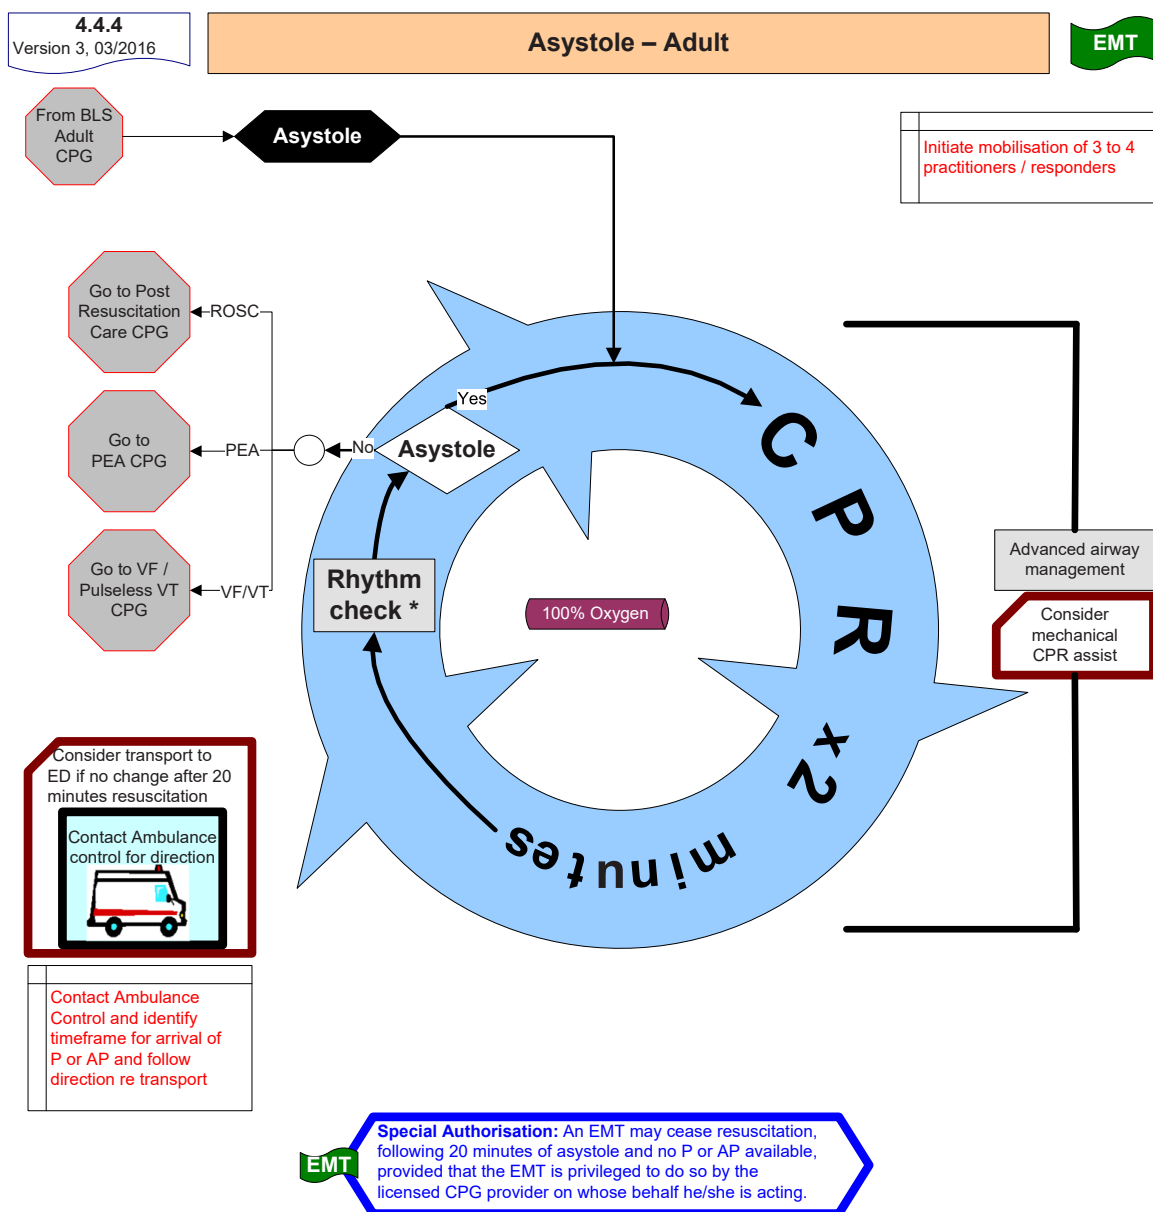 4.4.4
Version 3, 03/2016
Asystole – Adult
EMT
From BLS
Adult
CPG
Asystole
Initiate mobilisation of 3 to 4
practitioners / responders
Go to Post
Resuscitation
Care CPG
ROSC
Yes
Go to
PEA CPG
PEA
No
Asystole
CPR x2 minutes
Go to VF /
Pulseless VT
CPG
VF/VT
Rhythm
check *
100% Oxygen
Advanced airway
management
Consider
mechanical
CPR assist
Consider transport to
ED if no change after 20
minutes resuscitation
Contact Ambulance
control for direction
Contact Ambulance
Control and identify
timeframe for arrival of
P or AP and follow
direction re transport
EMT
Special Authorisation: An EMT may cease resuscitation,
following 20 minutes of asystole and no P or AP available,
provided that the EMT is privileged to do so by the
licensed CPG provider on whose behalf he/she is acting.